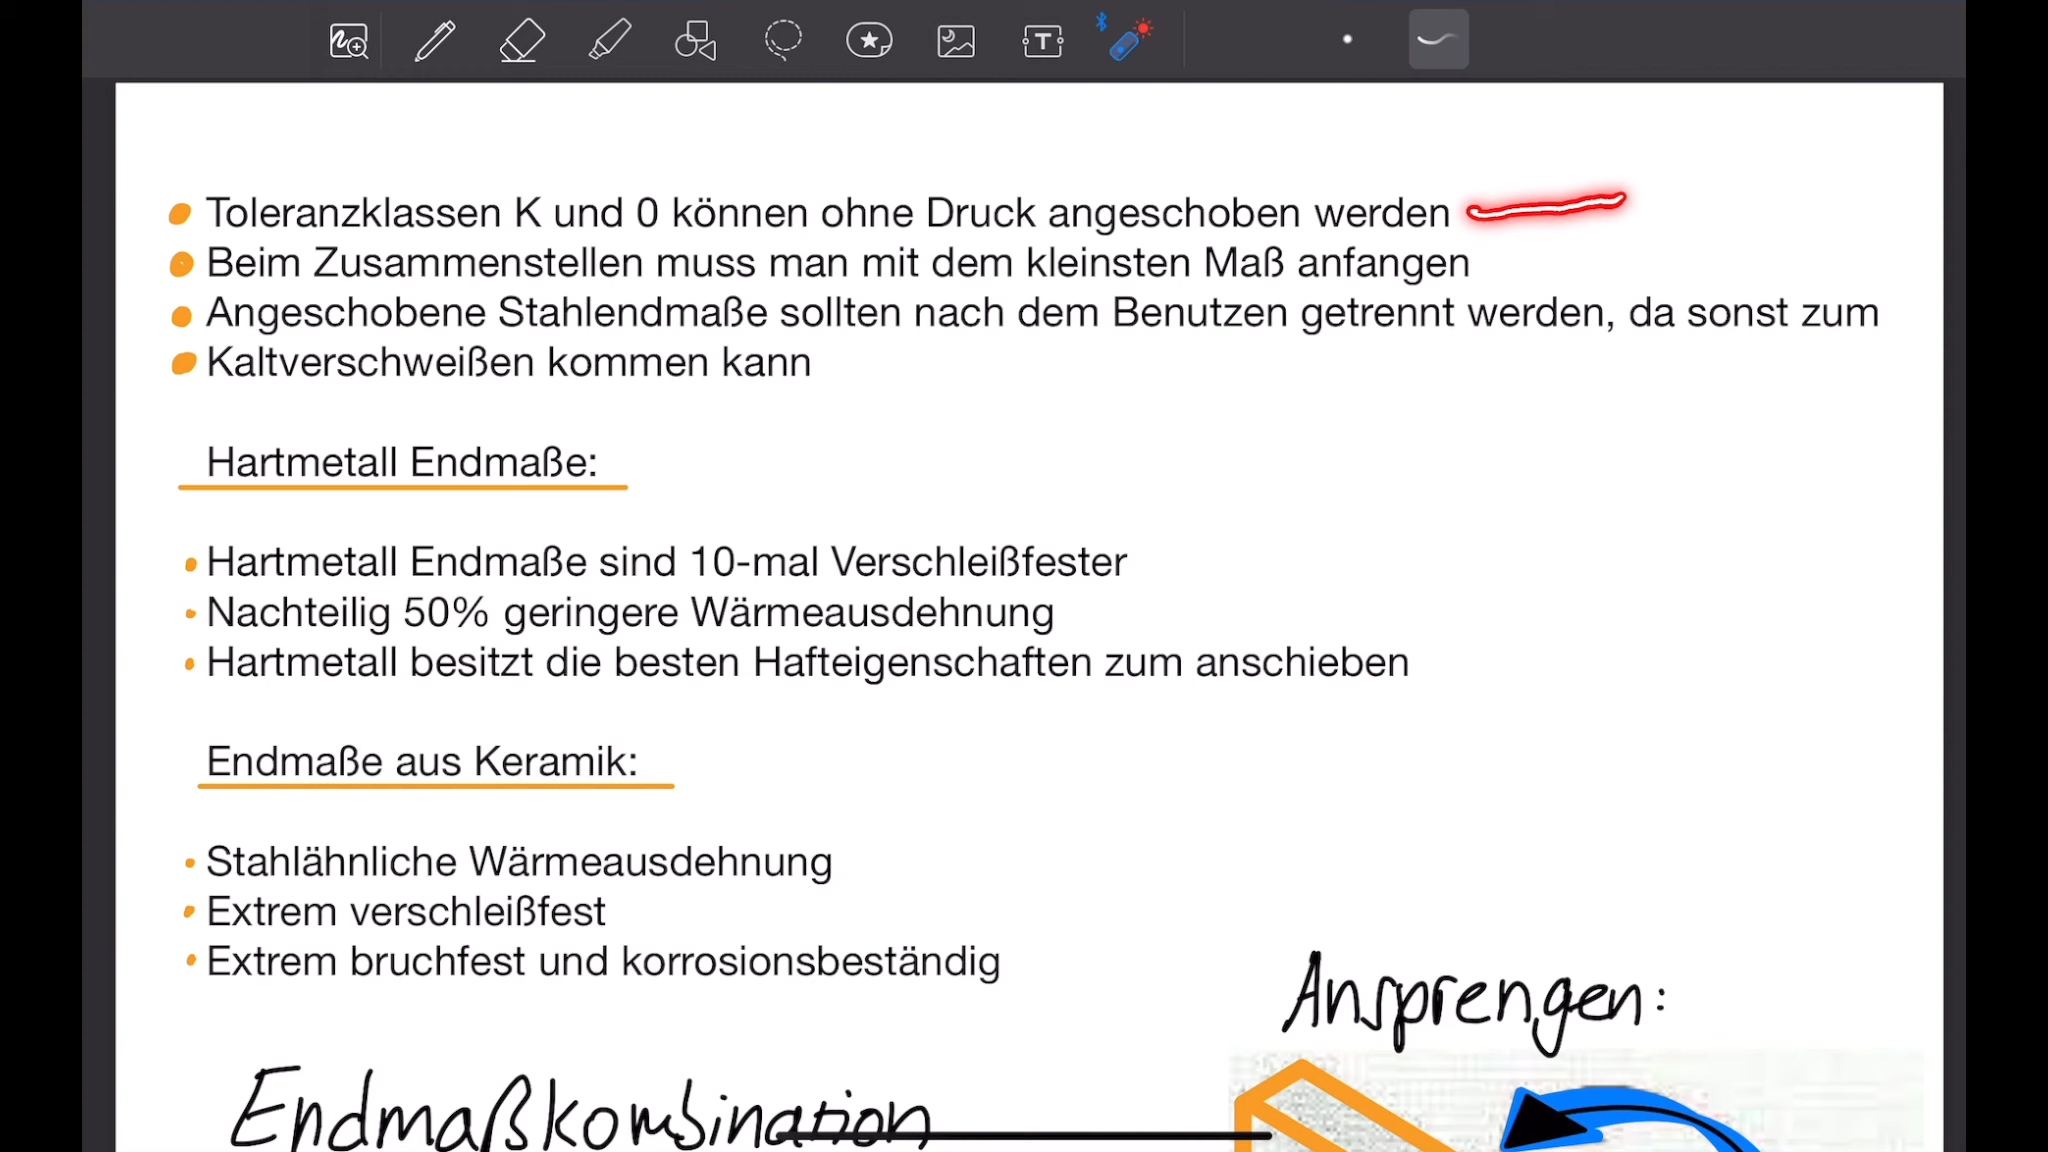 Toleranzklassen K und 0 können ohne Druck angeschoben werden
Beim Zusammenstellen muss man mit dem kleinsten Maß anfangen
Angeschobene Stahlendmaße sollten nach dem Benutzen getrennt werden, da sonst zum
Kaltverschweißen kommen kann
Hartmetall Endmaße:
Hartmetall Endmaße sind 10-mal Verschleißfester
Nachteilig 50% geringere Wärmeausdehnung
Hartmetall besitzt die besten Hafteigenschaften zum anschieben
Endmaße aus Keramik:
Stahlähnliche Wärmeausdehnung
Extrem verschleißfest
Extrem bruchfest und korrosionsbeständig
Ansprengen:
Endmaßkombination